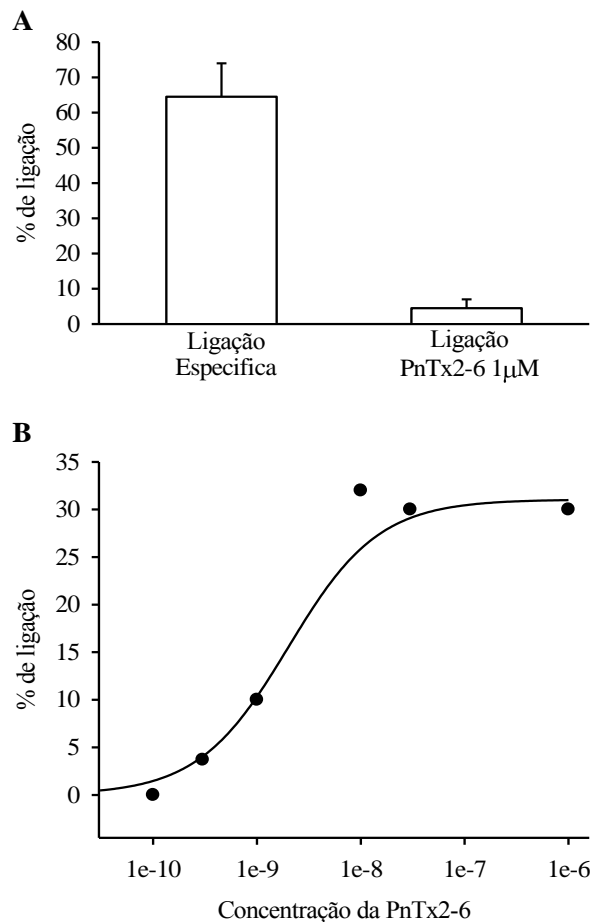 A
80
70
60
50
40
30
20
10
0
% de ligação
Ligação
Especifica
Ligação
PnTx2-6 1µM
B
35
30
25
20
15
10
5
0
% de ligação
1e-10 1e-9 1e-8 1e-7 1e-6
Concentração da PnTx2-6